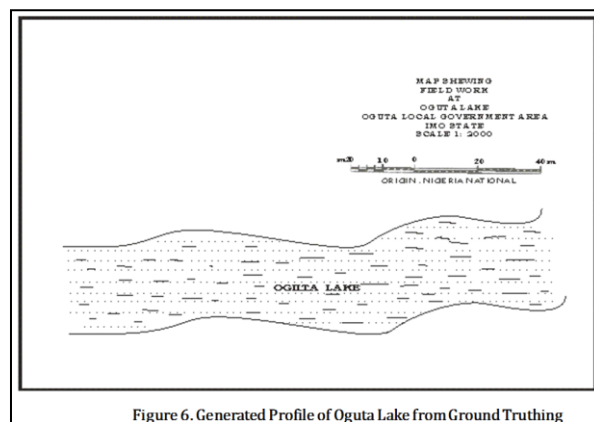 MAP SHEWING
FIELD WORK
AT
OGUTA LAKE
OGUTA LOCAL GOVERNMENT AREA
IMO STATE
SCALE 1: 2000
m20 10 0 20 40 m
ORIGIN. NIGERIA NATIONAL
OGUTA LAKE
Figure 6. Generated Profile of Oguta Lake from Ground Truthing